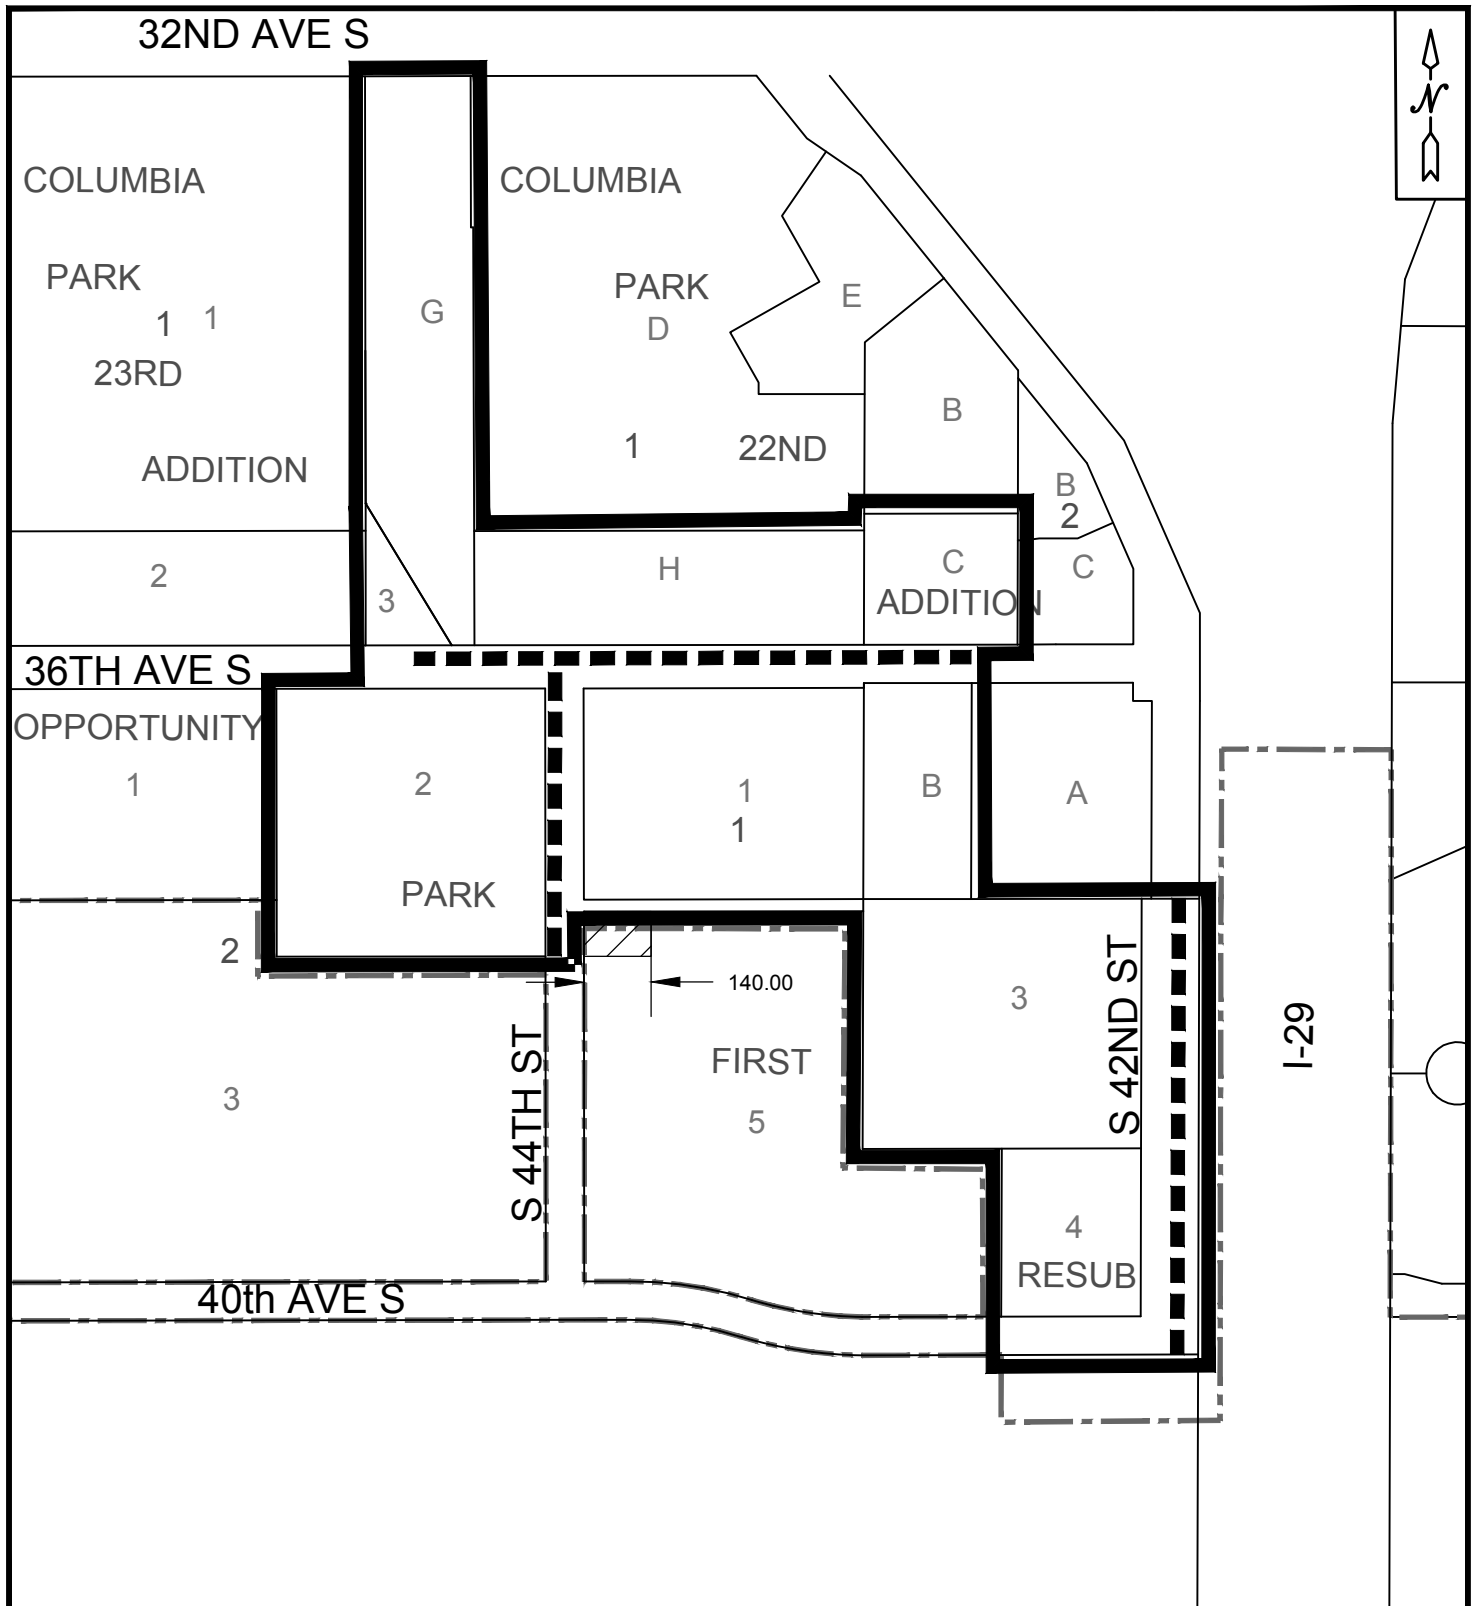 32ND AVE S
N
COLUMBIA
COLUMBIA
PARK
PARK
1 1
G
D
E
23RD
B
1
22ND
ADDITION
B
2
2
3
H
C
C
ADDITION
36TH AVE S
OPPORTUNITY
1
2
1
1
B
A
PARK
2
140.00
3
S 42ND ST
I-29
FIRST
5
3
S 44TH ST
4
RESUB
40th AVE S